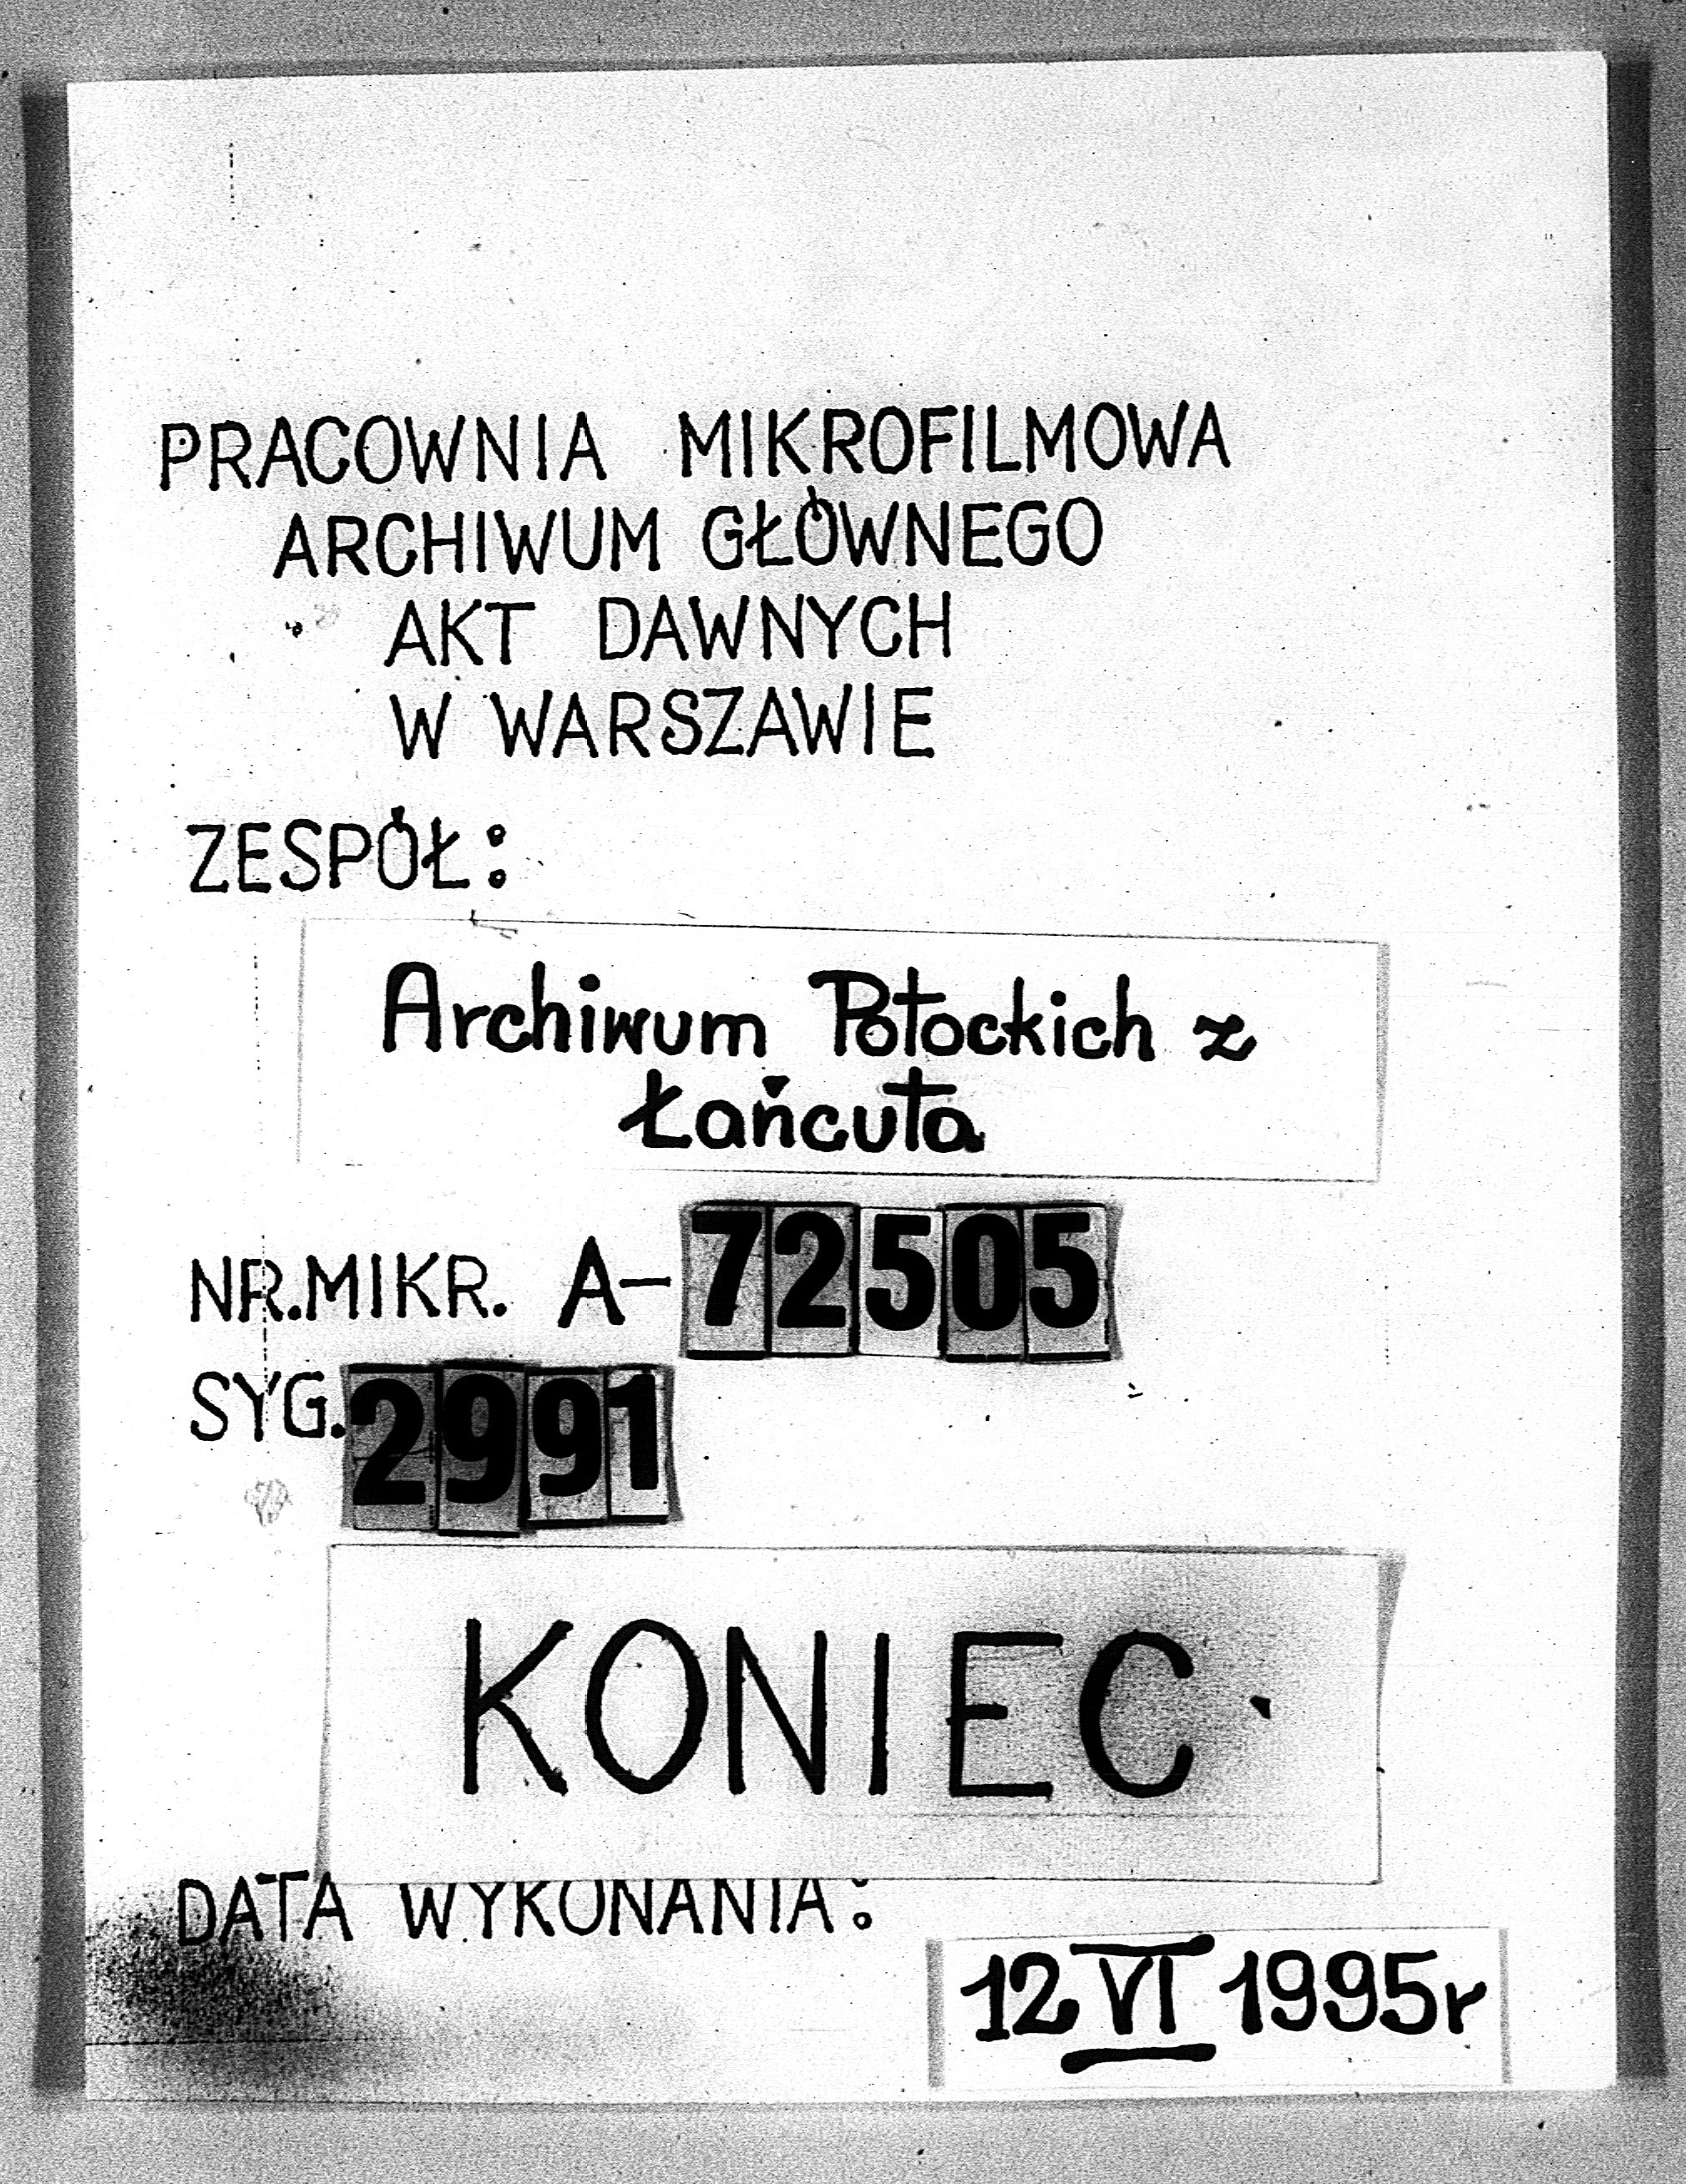 PRACOWNIA MIKROFILMOWA
ARCHIWUM GŁÓWNEGO
AKT DAWNYCH
W WARSZAWIE
ZESPÓŁ:
Archiwum Potockich z
Łańcuta
NR.MIKR. A-72505
SYG.2991
KONIEC
DATA WYKONANIA:
12 VI 1995r